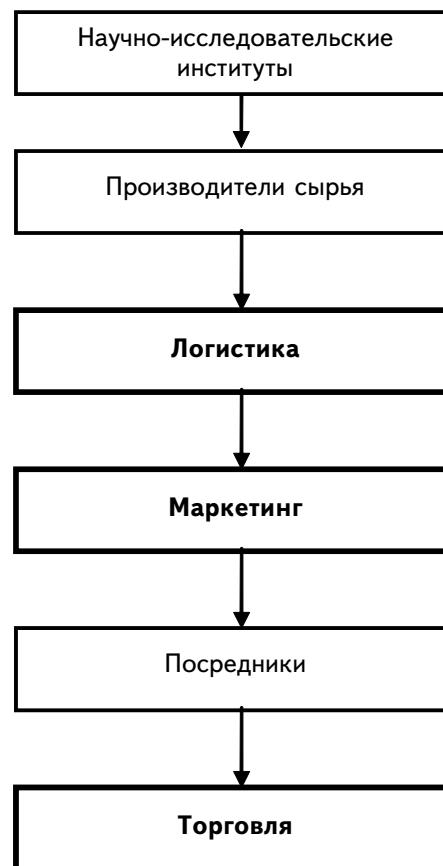 Научно-исследовательские
институты
Производители сырья
Логистика
Маркетинг
Посредники
Торговля